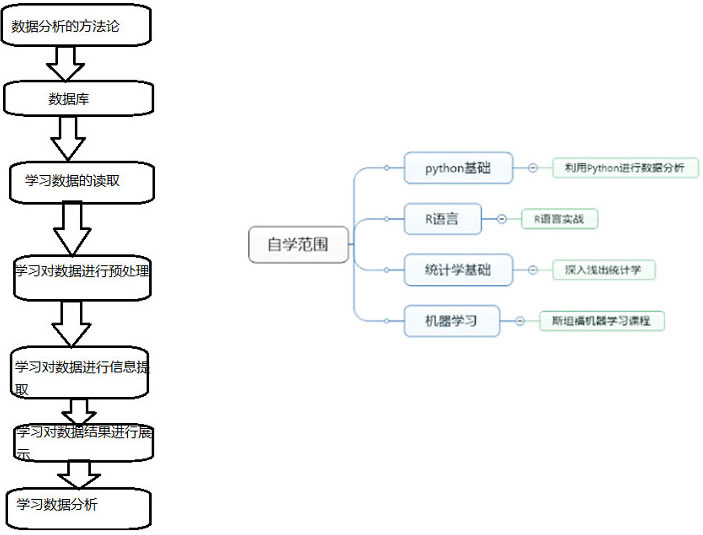 数据分析的方法论
数据库
学习数据的读取
学习对数据进行预处理
学习对数据进行信息提
取
学习对数据结果进行展
示
学习数据分析
自学范围
python基础
利用Python进行数据分析
R语言
R语言实战
统计学基础
深入浅出统计学
机器学习
斯坦福机器学习课程